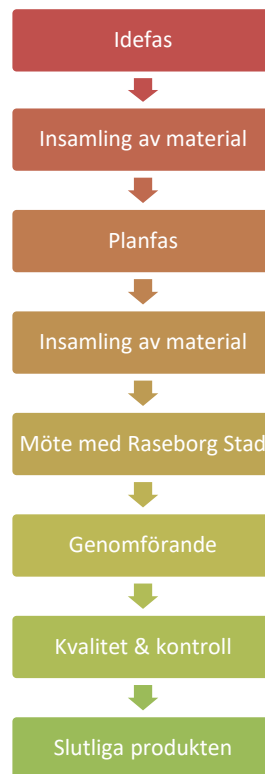 Idefas
Insamling av material
Planfas
Insamling av material
Möte med Raseborg Stad
Genomförande
Kvalitet & kontroll
Slutliga produkten